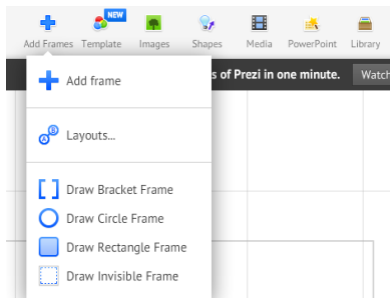 NEW
Add Frames Template Images Shapes Media PowerPoint Library
s of Prezi in one minute. Watch
Add frame
Layouts...
Draw Bracket Frame
Draw Circle Frame
Draw Rectangle Frame
Draw Invisible Frame